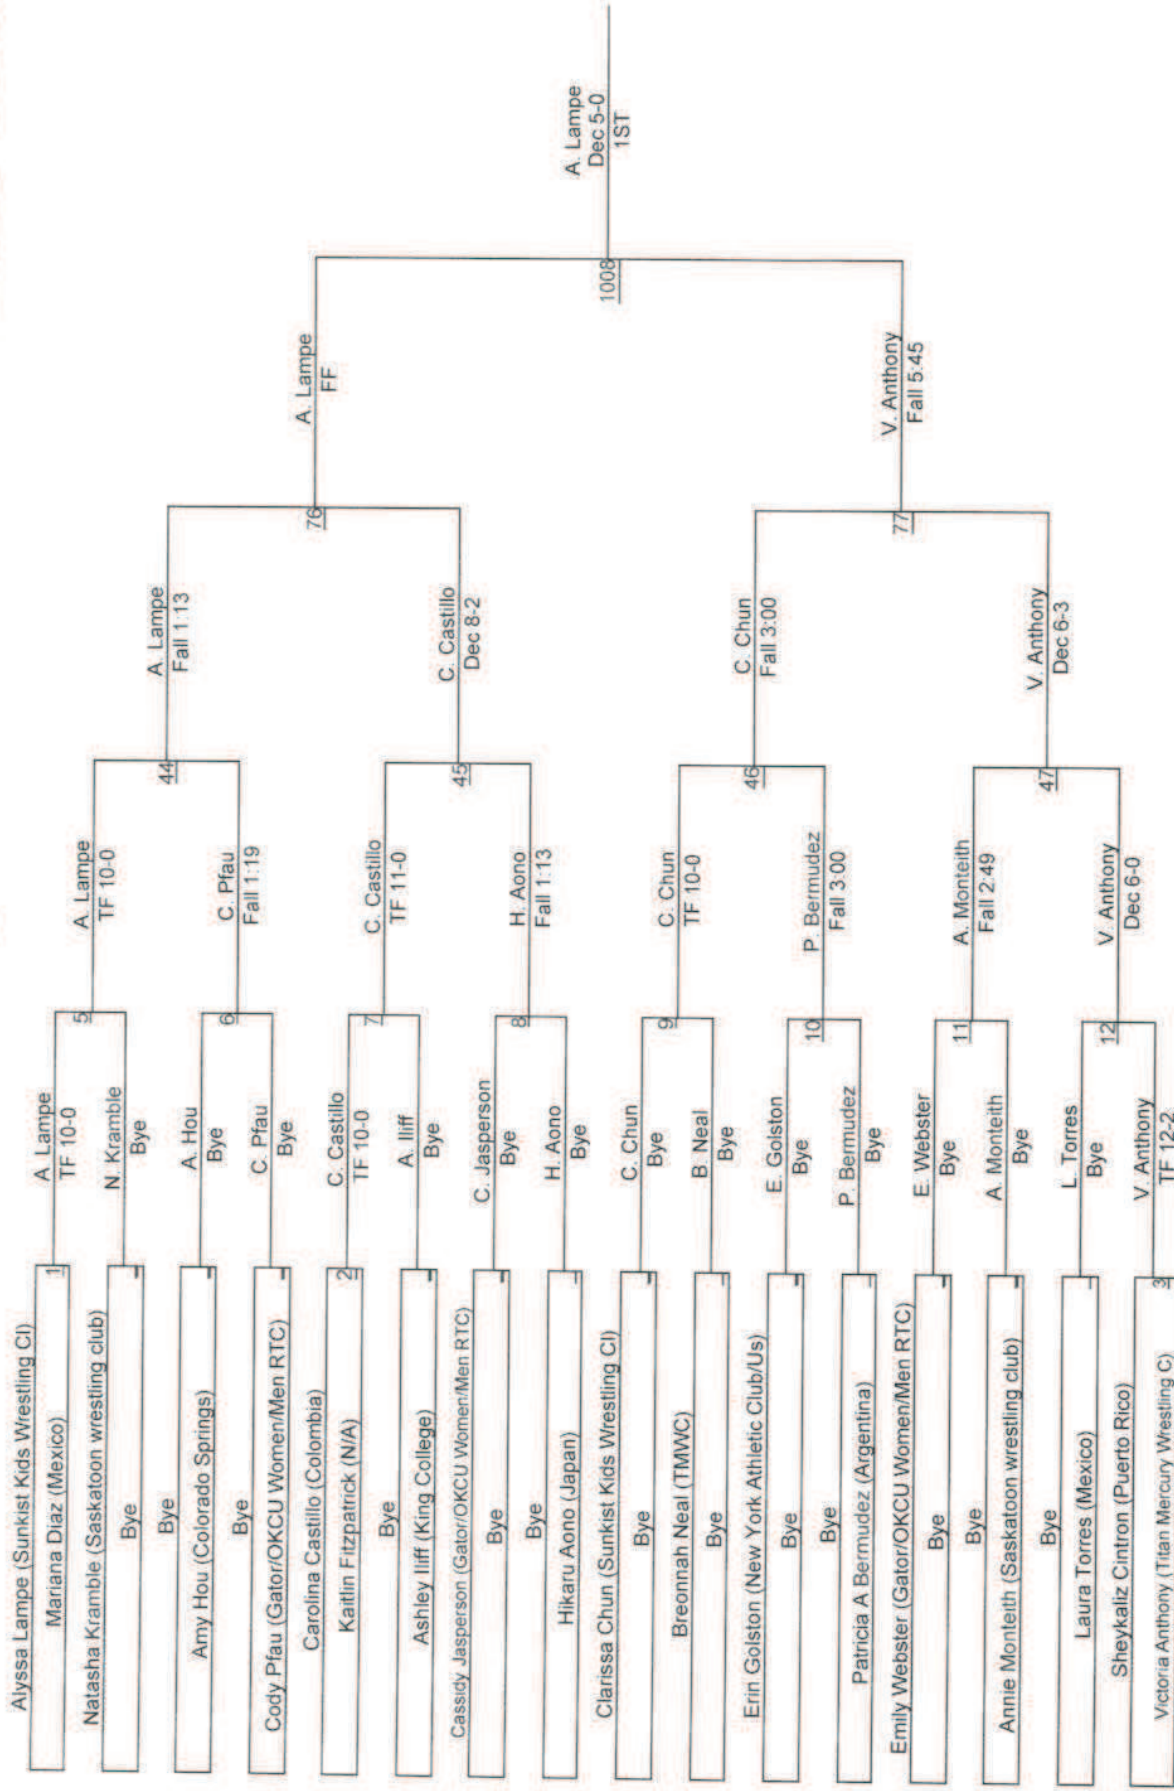 Alyssa Lampe (Sunkist Kids Wrestling Cl)
Mariana Diaz (Mexico)
Natasha Kramble (Saskatoon wrestling club)
Bye
Bye
Amy Hou (Colorado Springs)
Bye
Cody Pfau (Gator/OKCU Women/Men RTC)
Carolina Castillo (Colombia)
Kaitlin Fitzpatrick (N/A)
Bye
Ashley Iliff (King College)
Cassidy Jasperson (Gator/OKCU Women/Men RTC)
Bye
Bye
Hikaru Aono (Japan)
Clarissa Chun (Sunkist Kids Wrestling Cl)
Bye
Breonnah Neal (TMWC)
Bye
Erin Golston (New York Athletic Club/Us)
Bye
Bye
Patricia A Bermudez (Argentina)
Emily Webster (Gator/OKCU Women/Men RTC)
Bye
Bye
Annie Monteith (Saskatoon wrestling club)
Bye
Laura Torres (Mexico)
Sheykaliz Cintron (Puerto Rico)
Victoria Anthony (Titan Mercury Wrestling C)
1
2
3
A. Lampe
TF 10-0
N. Kramble
Bye
A. Hou
Bye
C. Pfau
Bye
C. Castillo
TF 10-0
A. Iliff
Bye
C. Jasperson
Bye
H. Aono
Bye
C. Chun
Bye
B. Neal
Bye
E. Golston
Bye
P. Bermudez
Bye
E. Webster
Bye
A. Monteith
Bye
L. Torres
Bye
V. Anthony
TF 12-2
5
6
7
8
9
10
11
12
A. Lampe
TF 10-0
C. Pfau
Fall 1:19
C. Castillo
TF 11-0
H. Aono
Fall 1:13
C. Chun
TF 10-0
P. Bermudez
Fall 3:00
A. Monteith
Fall 2:49
V. Anthony
Dec 6-0
44
45
46
47
A. Lampe
Fall 1:13
C. Castillo
Dec 8-2
C. Chun
Fall 3:00
V. Anthony
Dec 6-3
76
77
A. Lampe
FF
V. Anthony
Fall 5:45
1008
A. Lampe
Dec 5-0
1ST